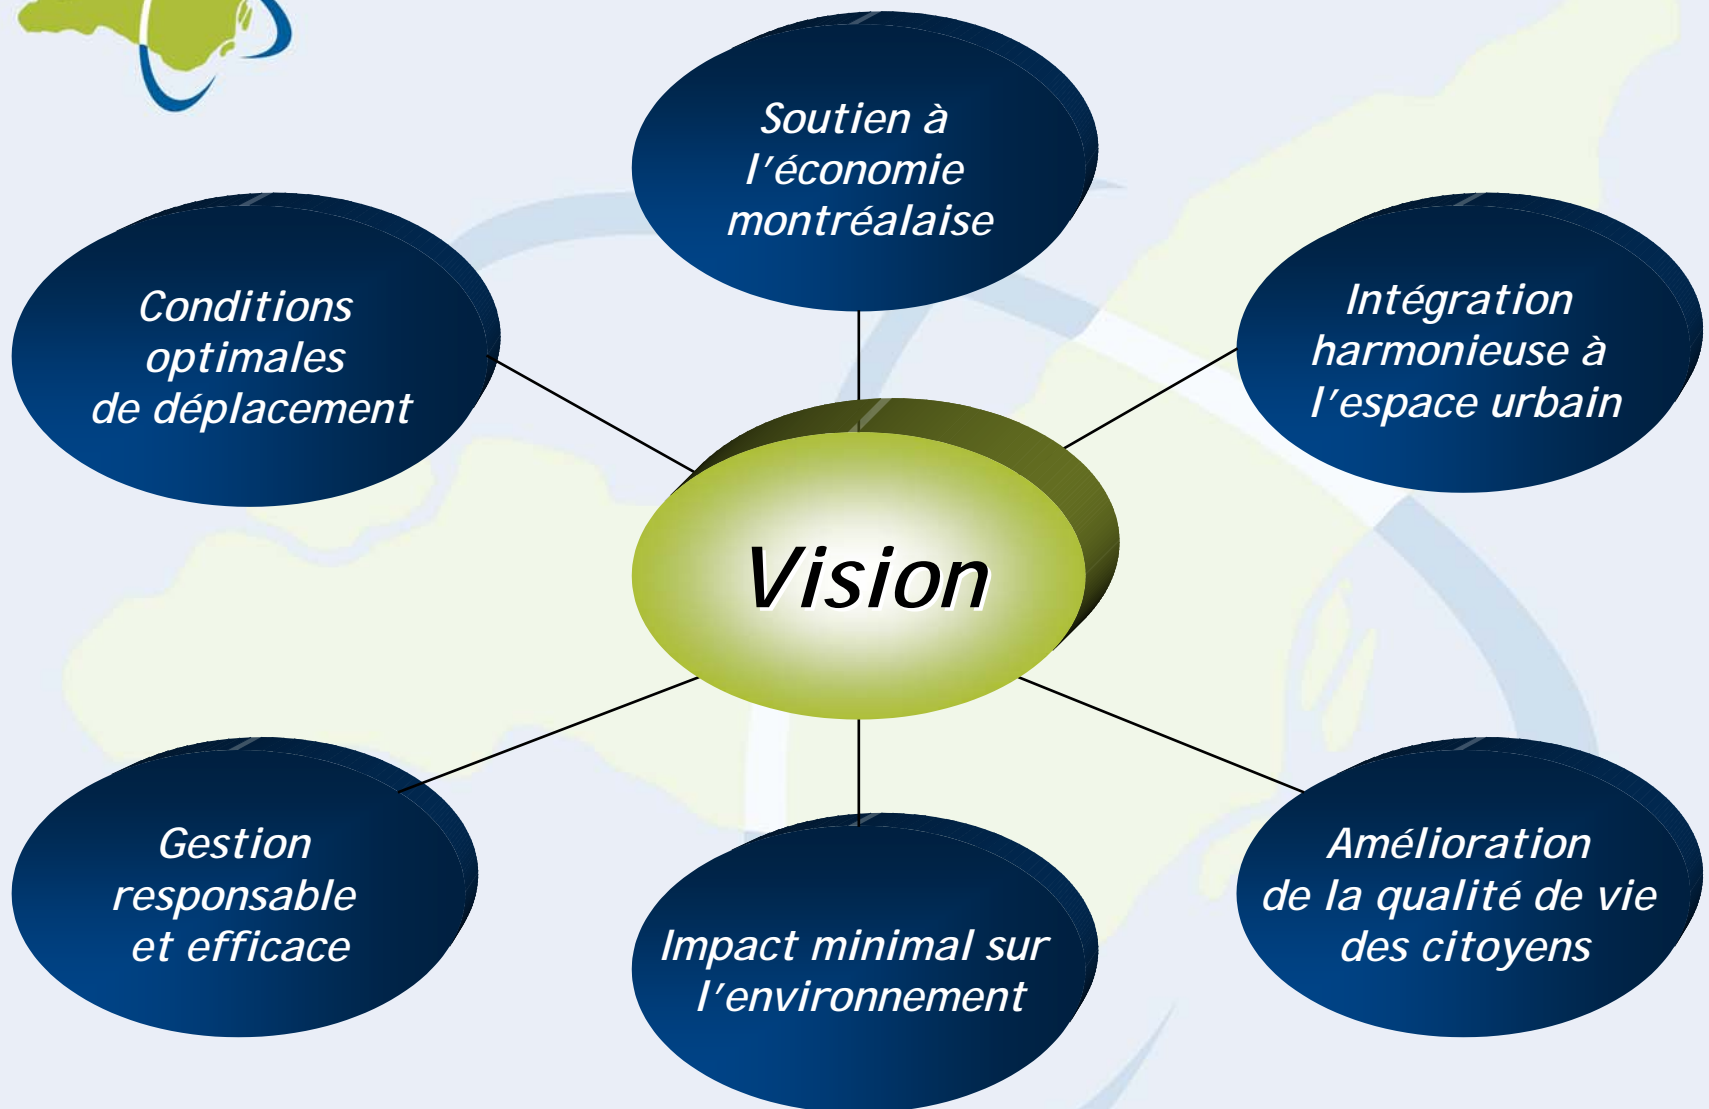 Soutien à
l'économie
montréalaise
Conditions
optimales
de déplacement
Intégration
harmonieuse à
l'espace urbain
Vision
Gestion
responsable
et efficace
Impact minimal sur
l'environnement
Amélioration
de la qualité de vie
des citoyens